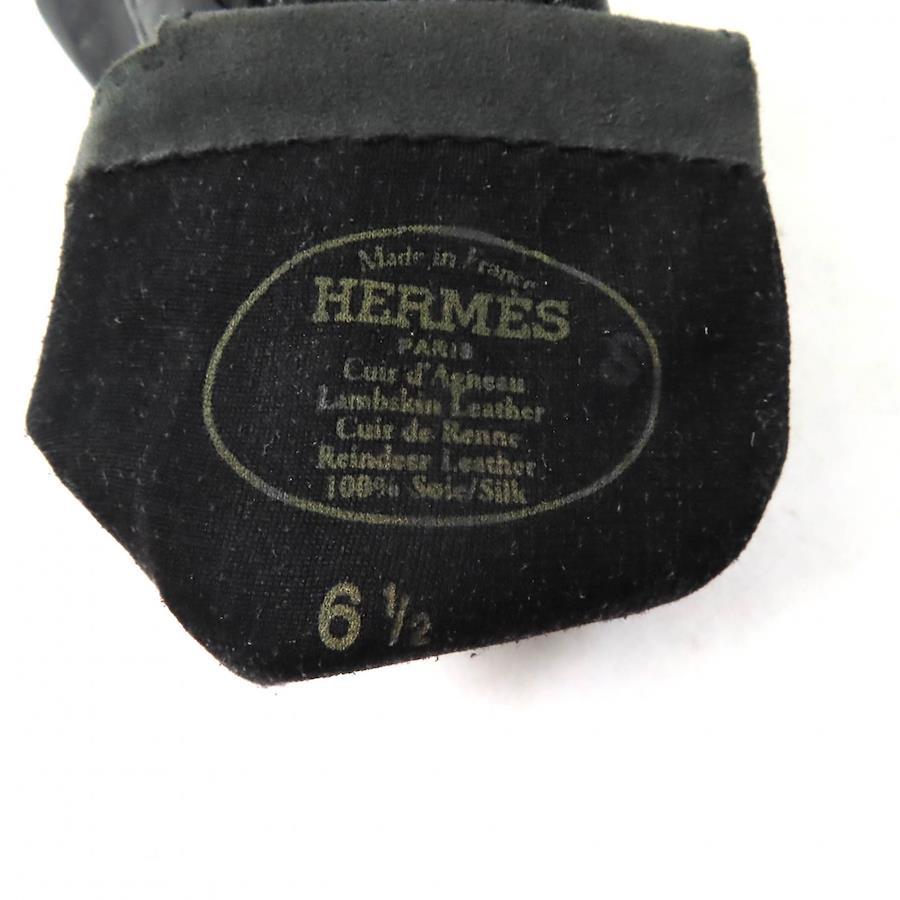 Made in France
HERMÈS
PARIS
Cuir d'Agneau
Lambskin Leather
Cuir de Renne
Reindeer Leather
100% Soie/Silk
6 1/2